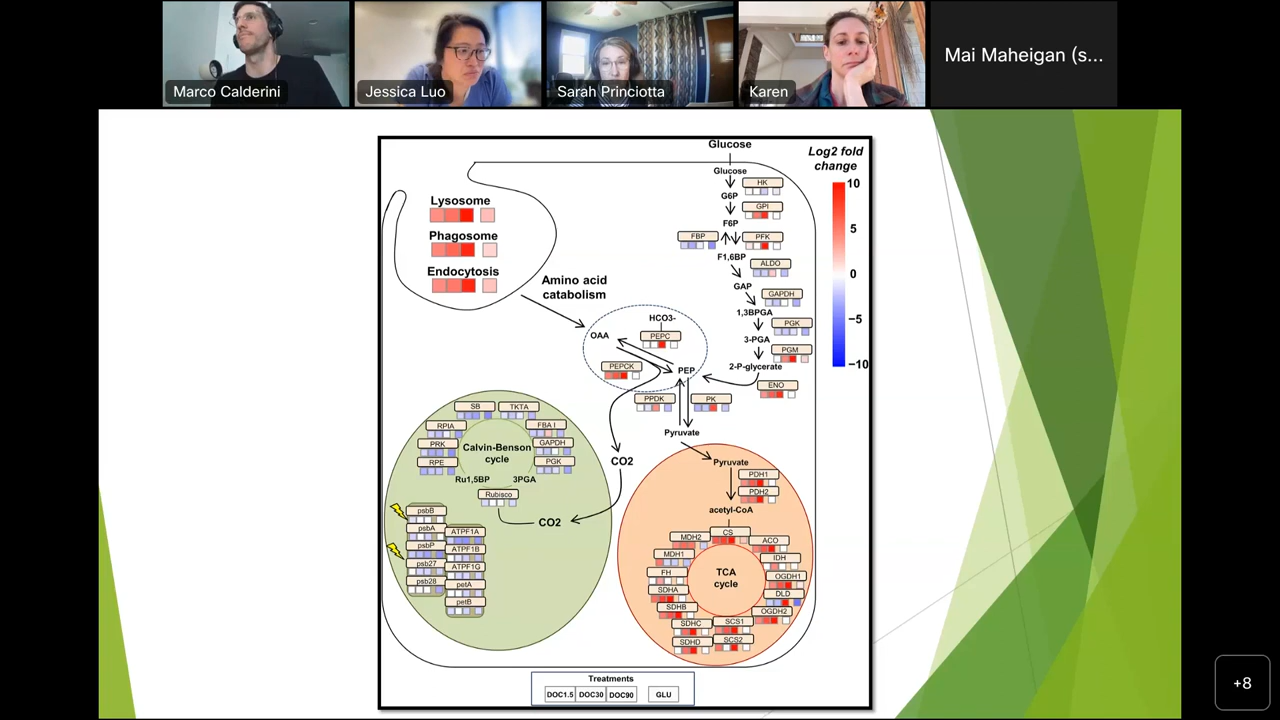 Marco Calderini
Jessica Luo
Sarah Princiotta
Karen
Mai Maheigan (s...
Glucose
Log2 fold
change
10
5
0
−5
−10
Lysosome
Phagosome
Endocytosis
Amino acid
catabolism
Glucose
HK
G6P
GPI
F6P
FBP
PFK
F1,6BP
ALDO
GAP
GAPDH
1,3BPGA
PGK
3-PGA
PGM
2-P-glycerate
ENO
HCO3-
OAA
PEPC
PEPCK
PEP
PPDK
PK
Pyruvate
CO2
SB
TKTA
RPIA
FBA I
PRK
GAPDH
RPE
PGK
Calvin-Benson
cycle
Ru1,5BP
3PGA
Rubisco
CO2
psbB
psbA
psbP
psb27
psb28
ATPF1A
ATPF1B
ATPF1G
petA
petB
Pyruvate
PDH1
PDH2
acetyl-CoA
CS
MDH2
ACO
MDH1
IDH
FH
OGDH1
SDHA
DLD
SDHB
OGDH2
SDHC
SCS1
SDHD
SCS2
TCA
cycle
Treatments
DOC1.5 DOC30 DOC90 GLU
+8